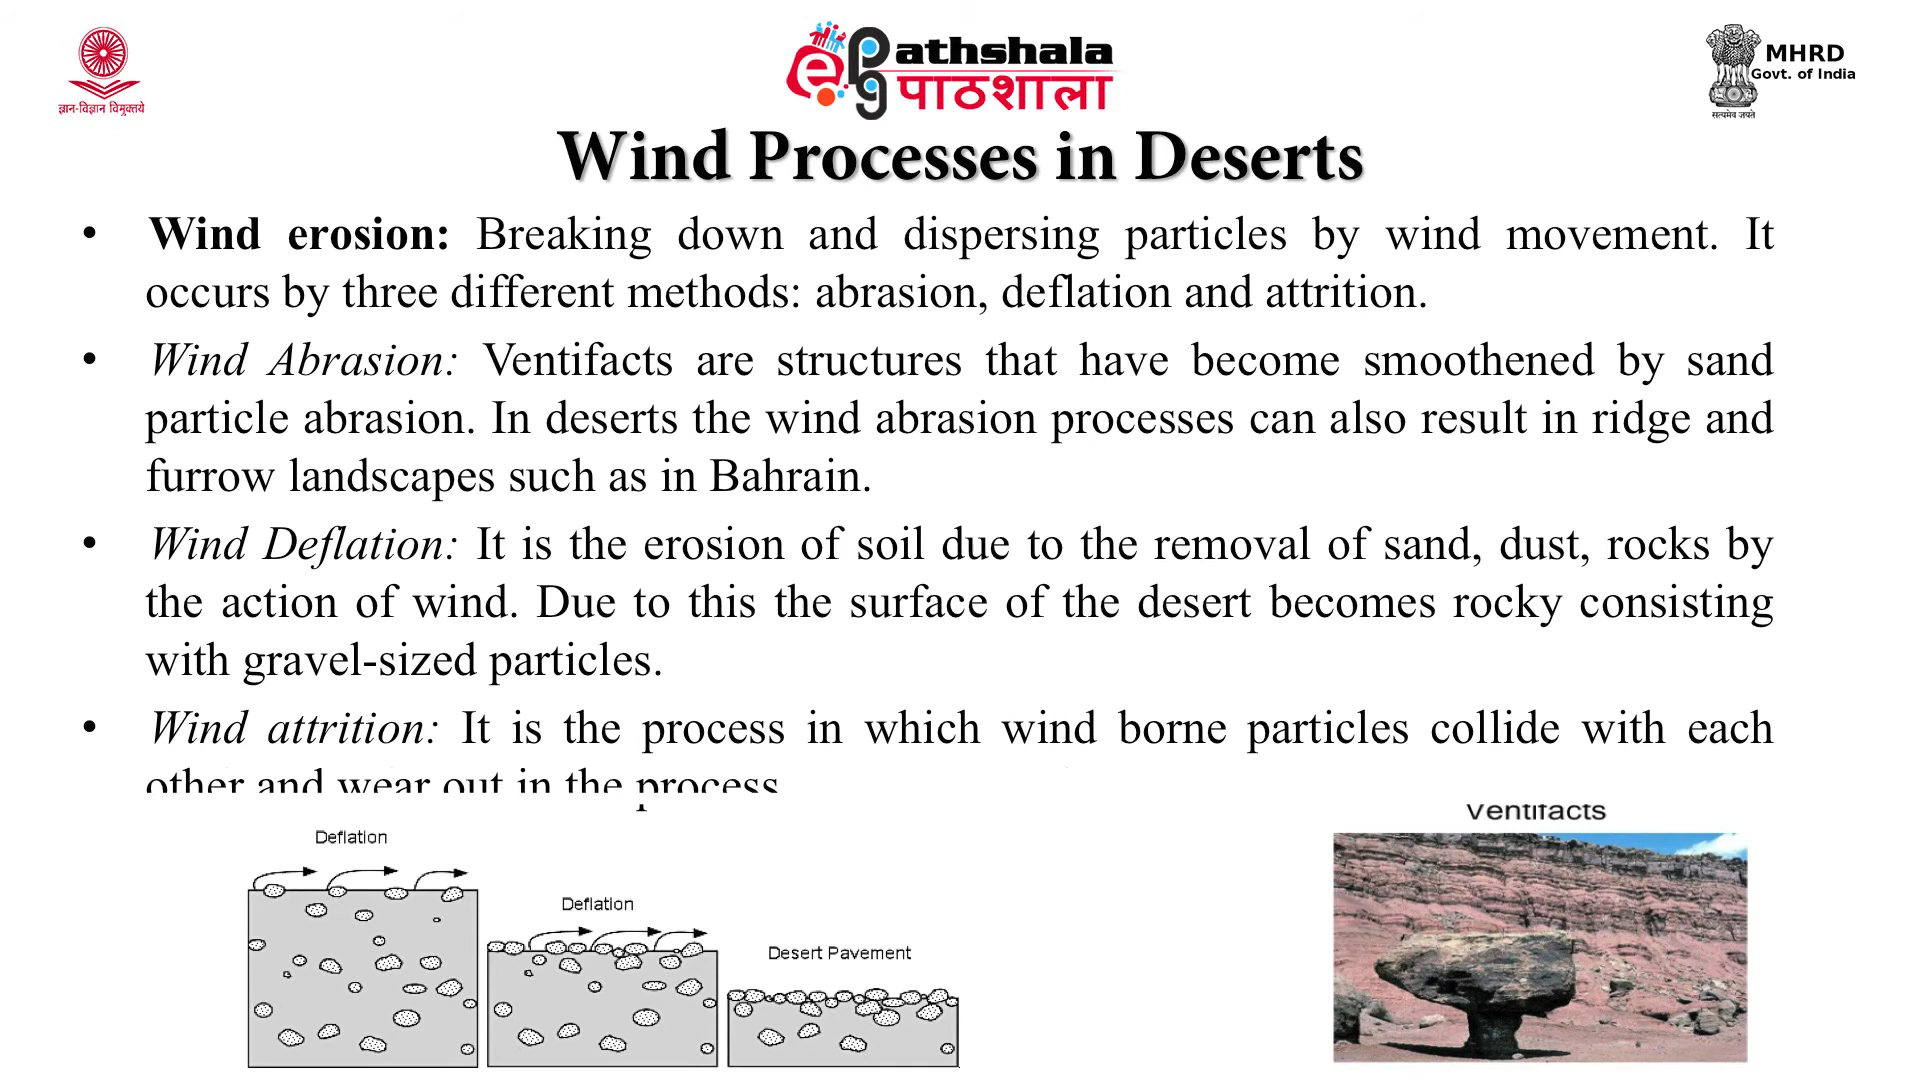 ज्ञान-विज्ञान विमुक्तये
ePG athshala
पाठशाला
MHRD
Govt. of India
सत्यमेव जयते
Wind Processes in Deserts
• Wind erosion: Breaking down and dispersing particles by wind movement. It
occurs by three different methods: abrasion, deflation and attrition.
• Wind Abrasion: Ventifacts are structures that have become smoothened by sand
particle abrasion. In deserts the wind abrasion processes can also result in ridge and
furrow landscapes such as in Bahrain.
• Wind Deflation: It is the erosion of soil due to the removal of sand, dust, rocks by
the action of wind. Due to this the surface of the desert becomes rocky consisting
with gravel-sized particles.
• Wind attrition: It is the process in which wind borne particles collide with each
other and wear out in the process
Ventifacts
Deflation
Deflation
Desert Pavement